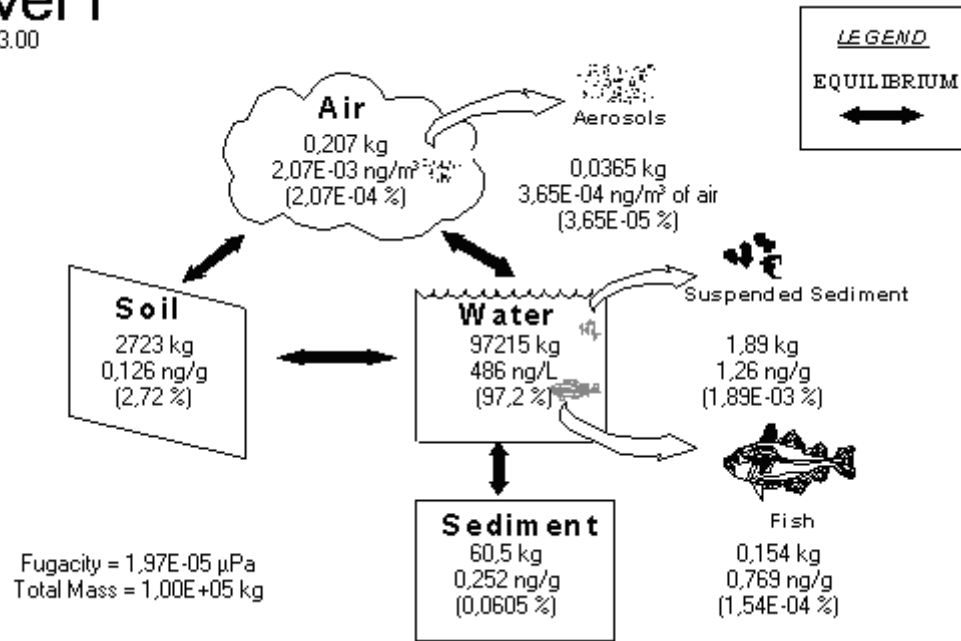 3.00
LEGEND
EQUILIBRIUM
Air
0,207 kg
2,07E-03 ng/m³
(2,07E-04 %)
Aerosols
0,0365 kg
3,65E-04 ng/m³ of air
(3,65E-05 %)
Soil
2723 kg
0,126 ng/g
(2,72 %)
Water
97215 kg
486 ng/L
(97,2 %)
Suspended Sediment
1,89 kg
1,26 ng/g
(1,89E-03 %)
Sediment
60,5 kg
0,252 ng/g
(0,0605 %)
Fish
0,154 kg
0,769 ng/g
(1,54E-04 %)
Fugacity = 1,97E-05 µPa
Total Mass = 1,00E+05 kg